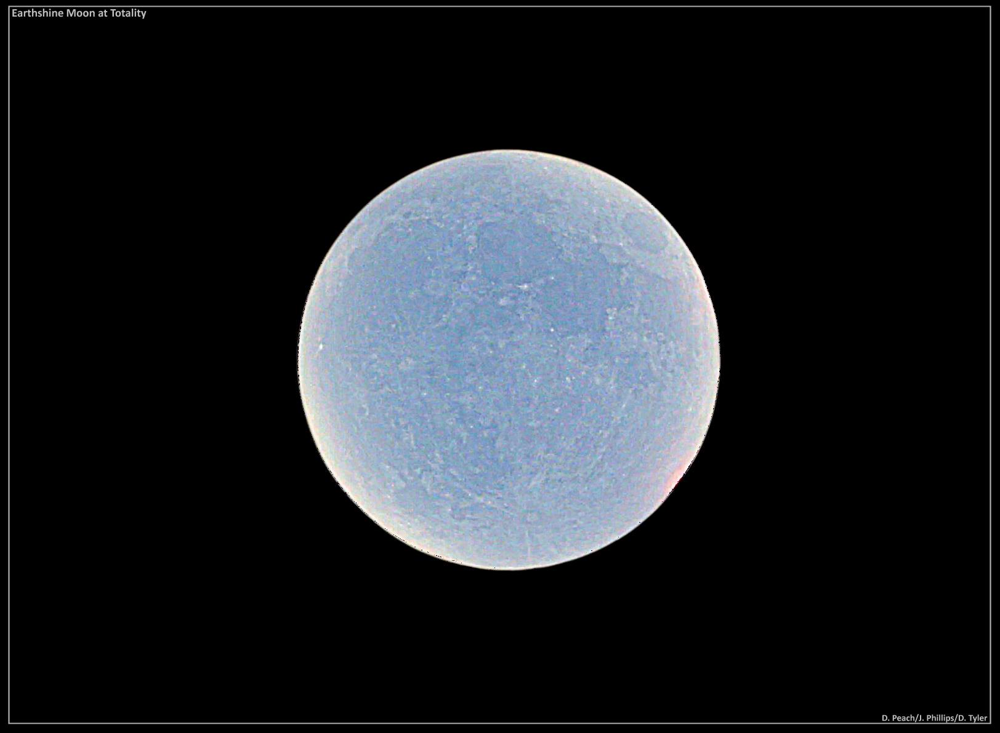 Earthshine Moon at Totality
D. Peach/J. Phillips/D. Tyler